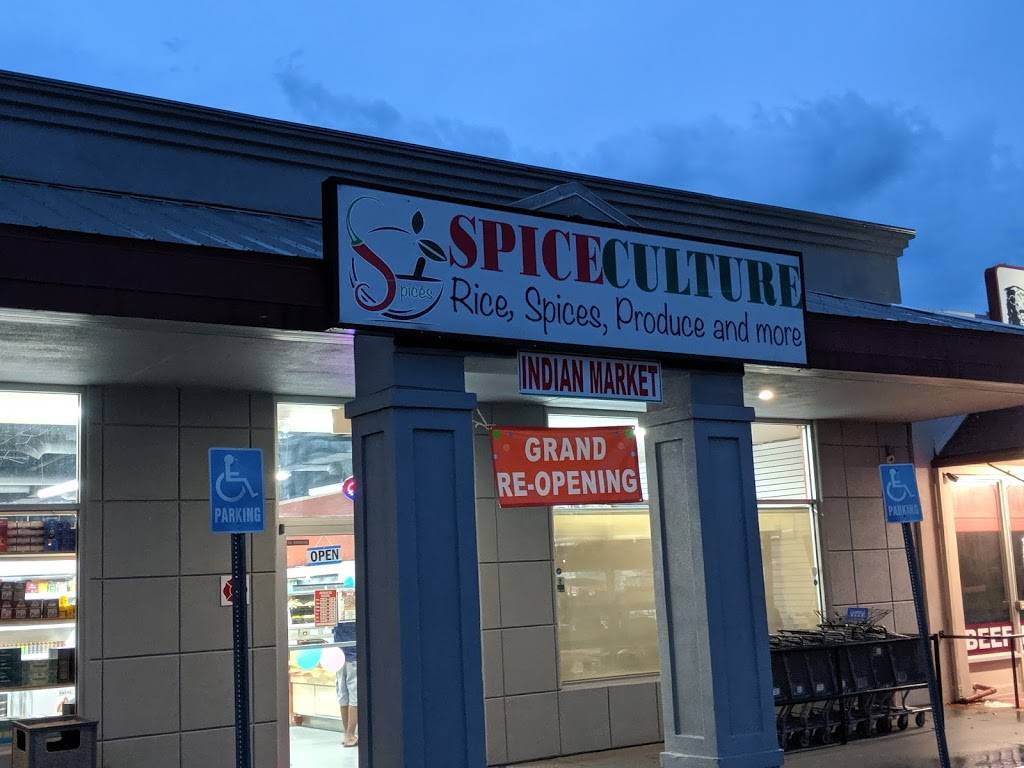 SPICECULTURE
Spices
Rice, Spices, Produce and more
INDIAN MARKET
GRAND
RE-OPENING
PARKING
PARKING
OPEN
BEEF